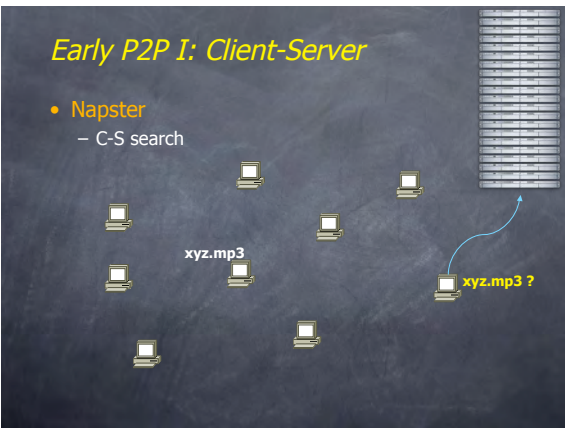 Early P2P I: Client-Server
• Napster
– C-S search
xyz.mp3
xyz.mp3 ?